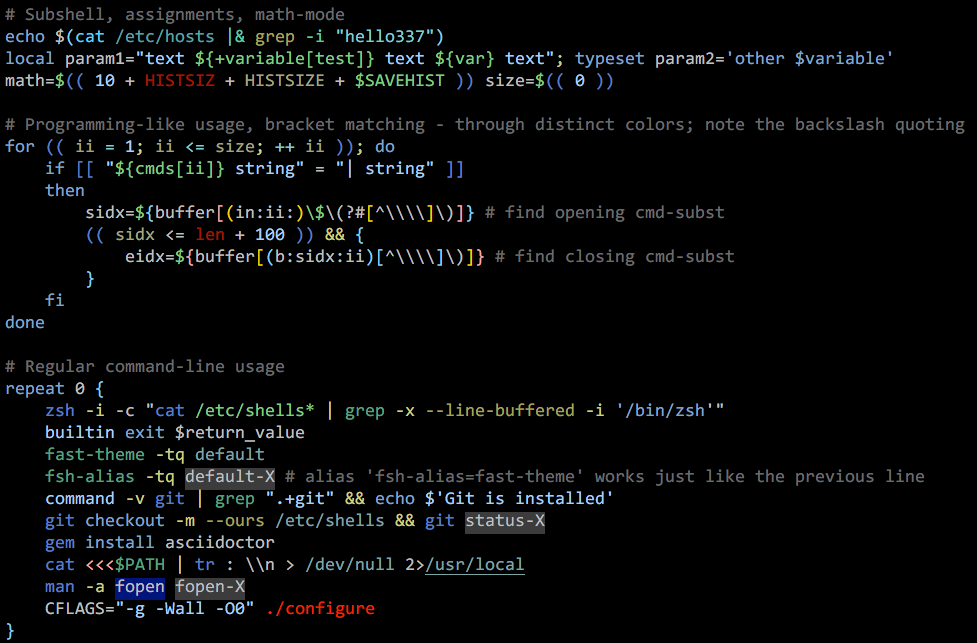 # Subshell, assignments, math-mode
echo $(cat /etc/hosts |& grep -i "hello337")
local param1="text ${+variable[test]} text ${var} text"; typeset param2='other $variable'
math=$(( 10 + HISTSIZ + HISTSIZE + $SAVEHIST )) size=$(( 0 ))

# Programming-like usage, bracket matching - through distinct colors; note the backslash quoting
for (( ii = 1; ii <= size; ++ ii )); do
    if [[ "${cmds[ii]} string" = "| string" ]]
    then
        sidx=${buffer[(in:ii:)\$\(?#[^\\\\]\)]} # find opening cmd-subst
        (( sidx <= len + 100 )) && {
            eidx=${buffer[(b:sidx:ii)[^\\\\]\)]} # find closing cmd-subst
        }
    fi
done

# Regular command-line usage
repeat 0 {
    zsh -i -c "cat /etc/shells* | grep -x --line-buffered -i '/bin/zsh'"
    builtin exit $return_value
    fast-theme -tq default
    fsh-alias -tq default-X # alias 'fsh-alias=fast-theme' works just like the previous line
    command -v git | grep ".+git" && echo $'Git is installed'
    git checkout -m --ours /etc/shells && git status-X
    gem install asciidoctor
    cat <<<$PATH | tr : \\n > /dev/null 2>/usr/local
    man -a fopen fopen-X
    CFLAGS="-g -Wall -O0" ./configure
}